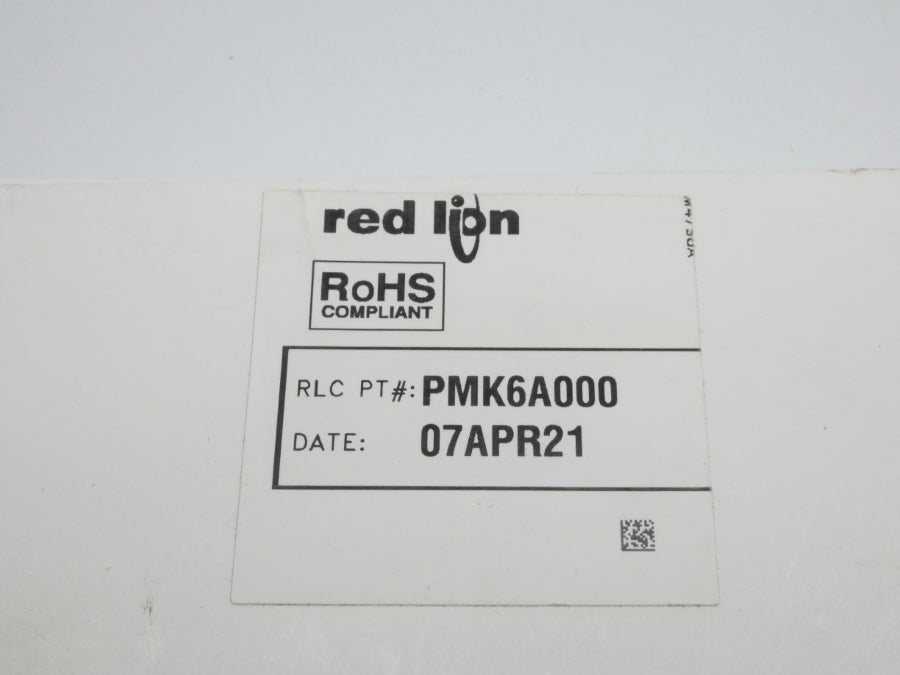 red lion
RoHS
COMPLIANT
RLC PT#: PMK6A000
DATE: 07APR21